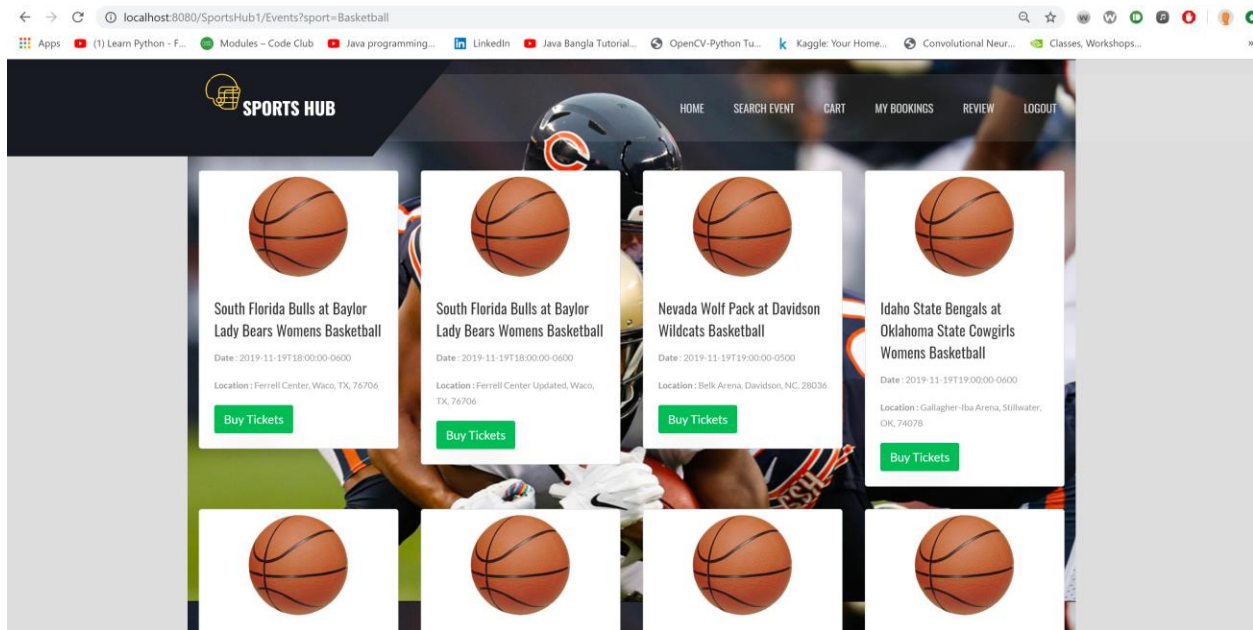 localhost:8080/SportsHub1/Events?sport=Basketball
Apps (1) Learn Python - F... Modules – Code Club Java programming... LinkedIn Java Bangla Tutorial... OpenCV-Python Tu... Kaggle: Your Home... Convolutional Neur... Classes, Workshops... »
SPORTS HUB
HOME SEARCH EVENT CART MY BOOKINGS REVIEW LOGOUT
South Florida Bulls at Baylor
Lady Bears Womens Basketball
Date : 2019-11-19T18:00:00-0600
Location : Ferrell Center, Waco, TX, 76706
Buy Tickets
South Florida Bulls at Baylor
Lady Bears Womens Basketball
Date : 2019-11-19T18:00:00-0600
Location : Ferrell Center Updated, Waco,
TX, 76706
Buy Tickets
Nevada Wolf Pack at Davidson
Wildcats Basketball
Date : 2019-11-19T19:00:00-0500
Location : Belk Arena, Davidson, NC, 28036
Buy Tickets
Idaho State Bengals at
Oklahoma State Cowgirls
Womens Basketball
Date : 2019-11-19T19:00:00-0600
Location : Gallagher-Iba Arena, Stillwater,
OK, 74078
Buy Tickets